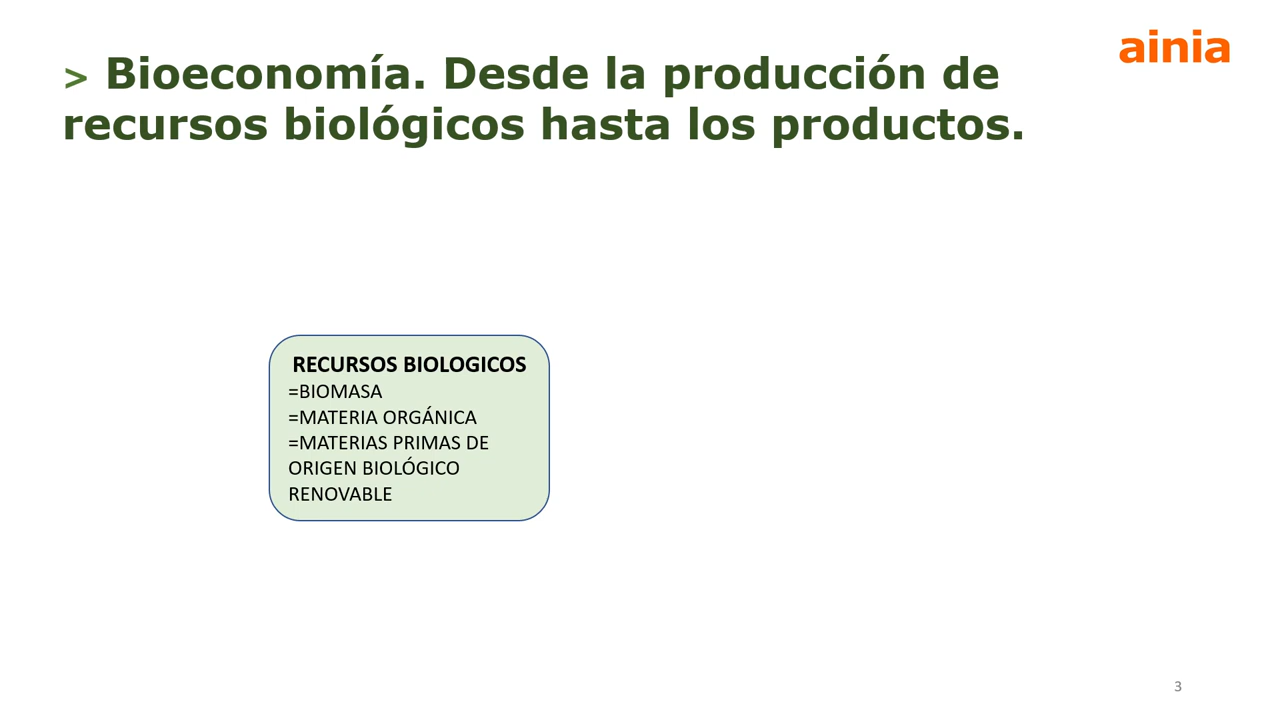 ainia
> Bioeconomía. Desde la producción de
recursos biológicos hasta los productos.
RECURSOS BIOLOGICOS
=BIOMASA
=MATERIA ORGÁNICA
=MATERIAS PRIMAS DE
ORIGEN BIOLÓGICO
RENOVABLE
3